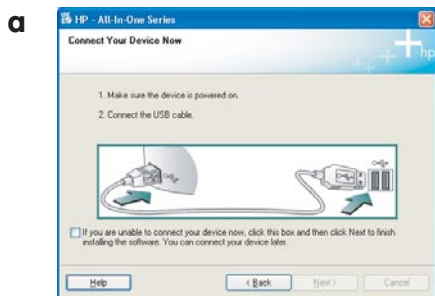 a
HP - All-In-One Series
Connect Your Device Now
hp
1. Make sure the device is powered on.
2. Connect the USB cable.
If you are unable to connect your device now, click this box and then click Next to finish
installing the software. You can connect your device later.
Help
< Back
Next >
Cancel